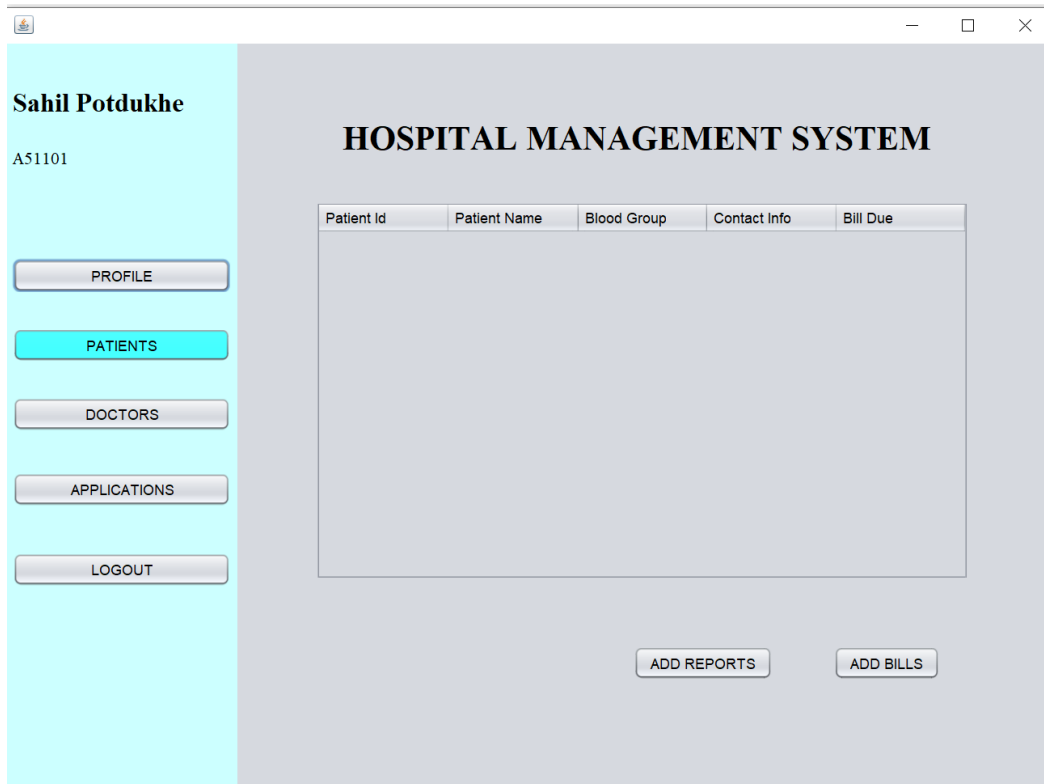 Sahil Potdukhe
A51101
PROFILE
PATIENTS
DOCTORS
APPLICATIONS
LOGOUT
HOSPITAL MANAGEMENT SYSTEM
Patient Id Patient Name Blood Group Contact Info Bill Due
ADD REPORTS ADD BILLS